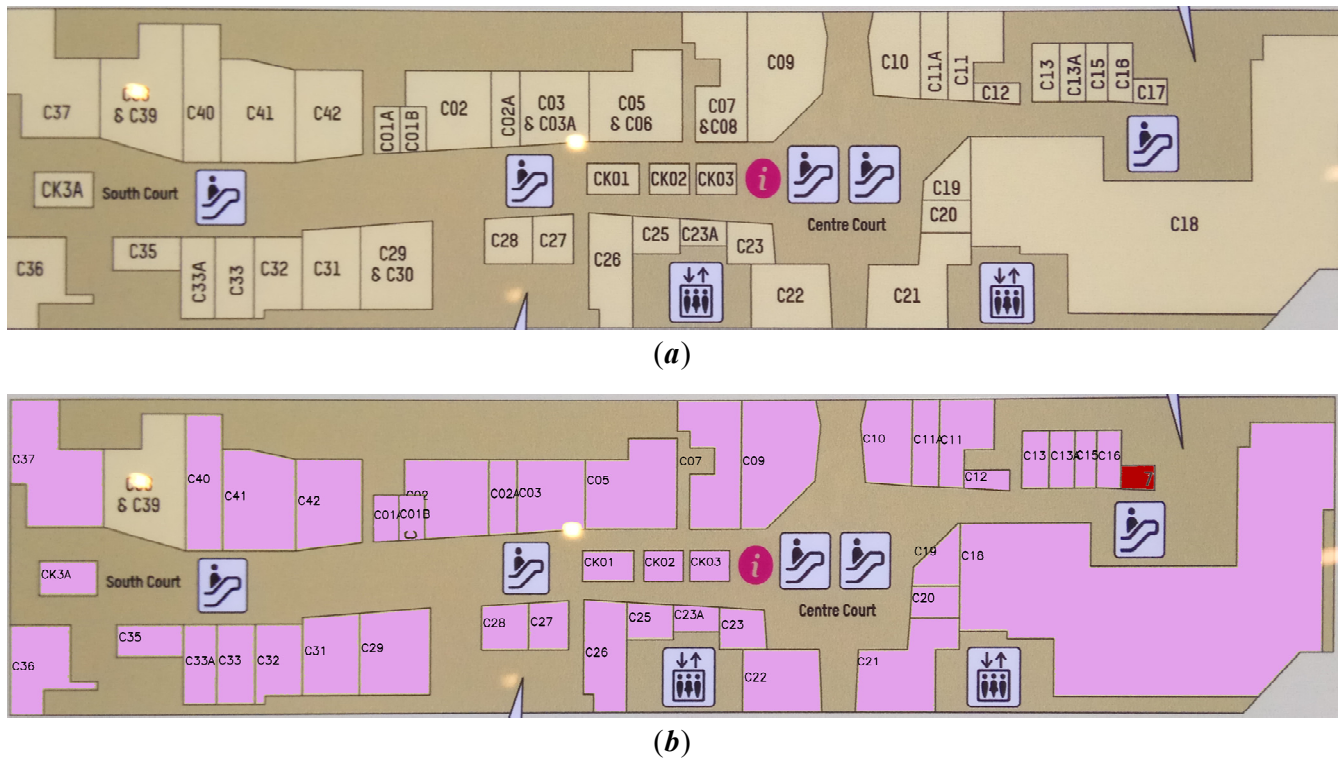 C37
& C39
C40
C41
C42
C01A
C01B
C02
C02A
C03
& C03A
C05
& C06
C07
& C08
C09
C10
C11A
C11
C12
C13
C13A
C15
C16
C17
CK3A
South Court
CK01
CK02
CK03
i
Centre Court
C19
C20
C18
C36
C35
C33A
C33
C32
C31
C29
& C30
C28
C27
C26
C25
C23A
C23
C22
C21
(a)
C37
& C39
C40
C41
C42
C01A
C01B
C
C02
C02A
C03
C05
C07
C09
C10
C11A
C11
C12
C13
C13A
C15
C16
7
CK3A
South Court
CK01
CK02
CK03
i
Centre Court
C19
C20
C18
C36
C35
C33A
C33
C32
C31
C29
C28
C27
C26
C25
C23A
C23
C22
C21
(b)